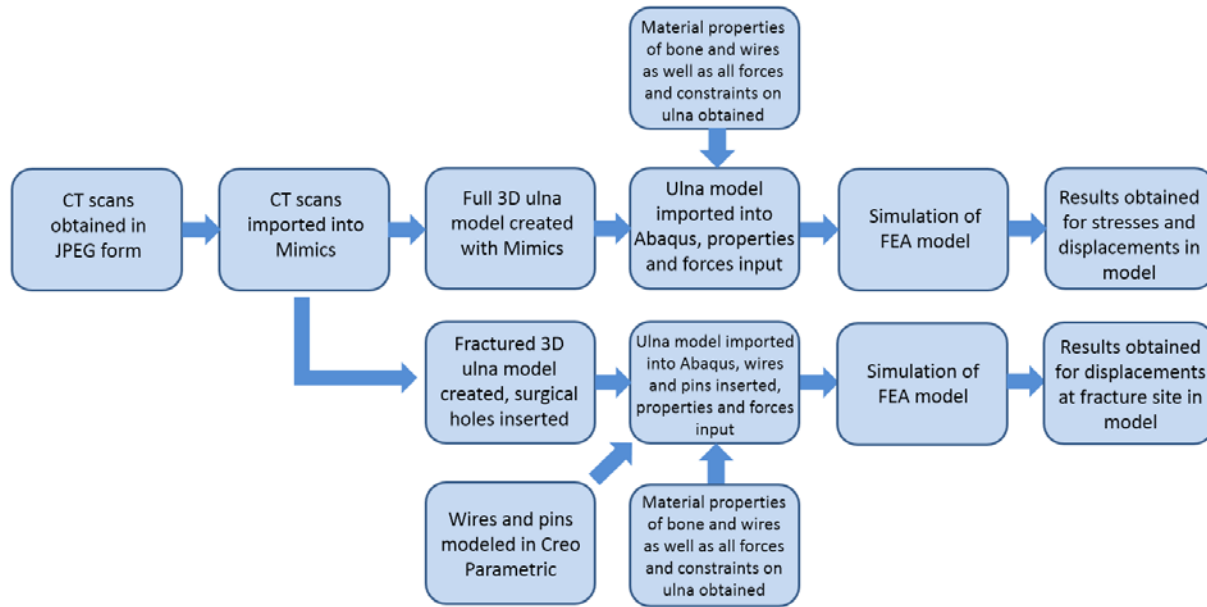 Material properties
of bone and wires
as well as all forces
and constraints on
ulna obtained
CT scans
obtained in
JPEG form
CT scans
imported into
Mimics
Full 3D ulna
model created
with Mimics
Ulna model
imported into
Abaqus, properties
and forces input
Simulation of
FEA model
Results obtained
for stresses and
displacements in
model
Fractured 3D
ulna model
created, surgical
holes inserted
Ulna model imported
into Abaqus, wires
and pins inserted,
properties and forces
input
Simulation of
FEA model
Results obtained
for displacements
at fracture site in
model
Wires and pins
modeled in Creo
Parametric
Material properties
of bone and wires
as well as all forces
and constraints on
ulna obtained